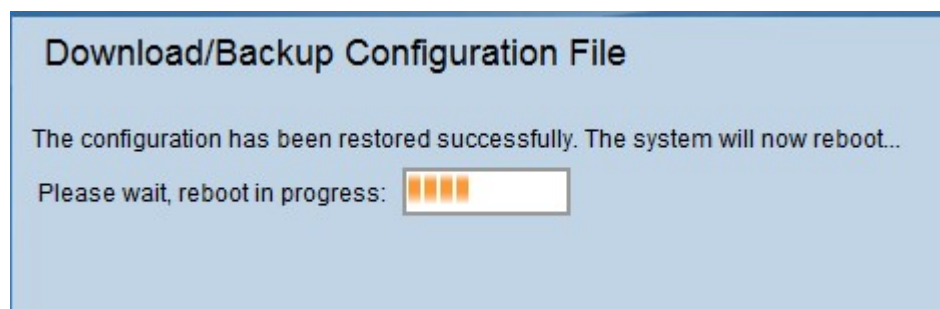 Download/Backup Configuration File
The configuration has been restored successfully. The system will now reboot...
Please wait, reboot in progress: